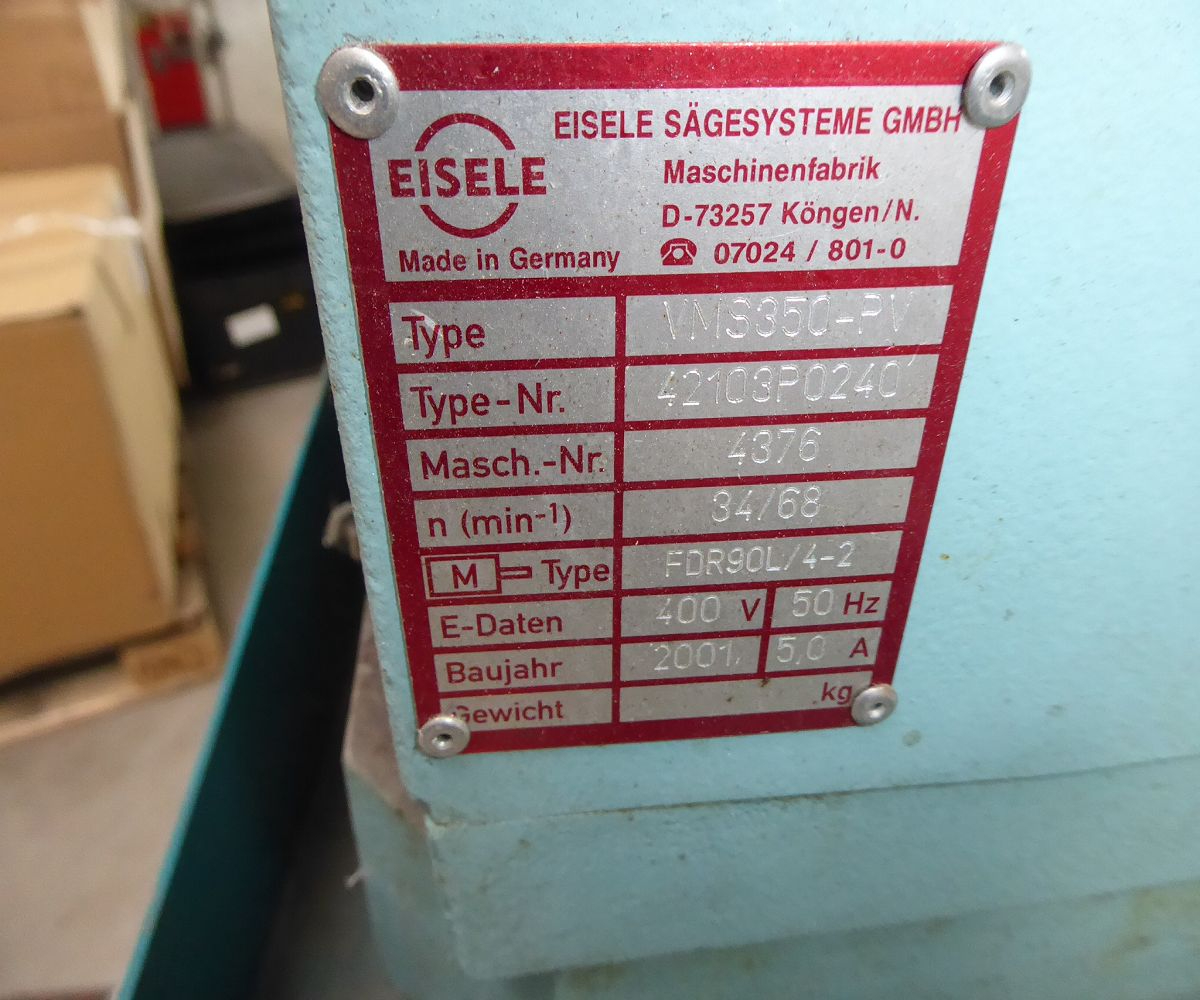 EISELE SÄGESYSTEME GMBH
EISELE
Maschinenfabrik
D-73257 Köngen/N.
Made in Germany ☎ 07024 / 801-0
Type VMS350-PV
Type-Nr. 42103P0240
Masch.-Nr. 4376
n (min-1) 34/68
M Type FDR90L/4-2
E-Daten 400 V 50 Hz
Baujahr 2001 5,0 A
Gewicht kg